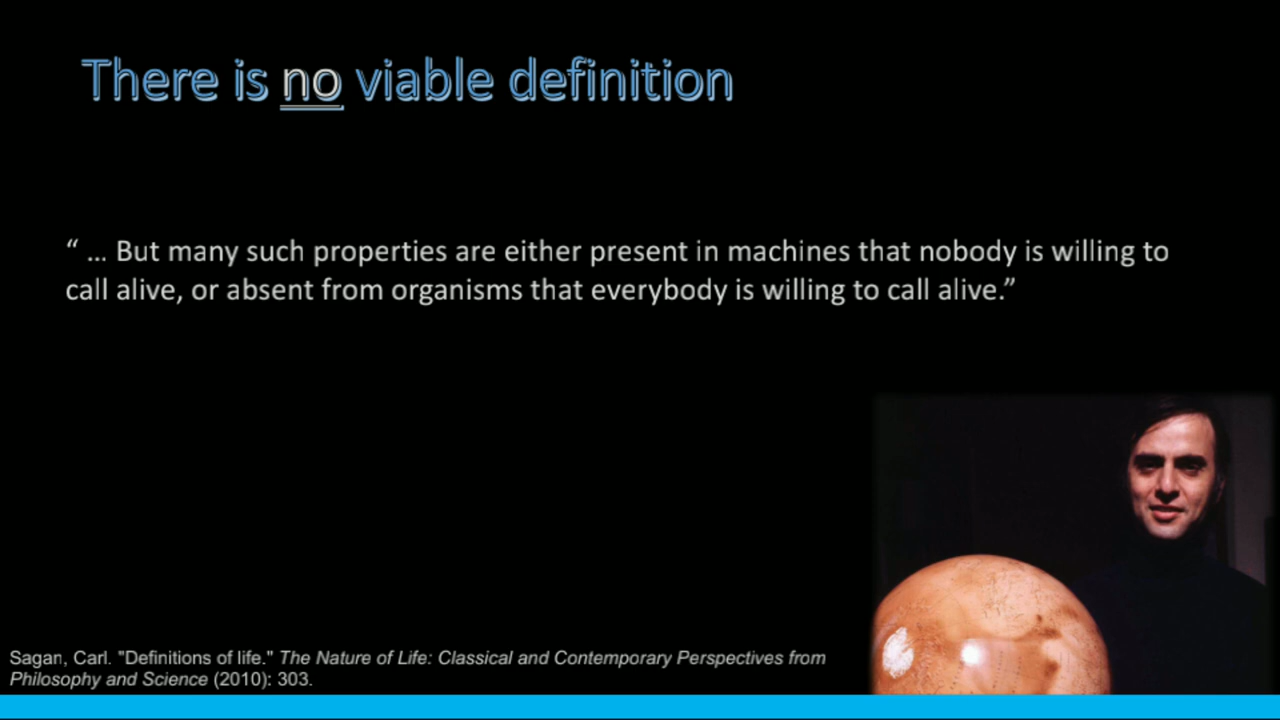 There is no viable definition
“ ... But many such properties are either present in machines that nobody is willing to
call alive, or absent from organisms that everybody is willing to call alive.”
Sagan, Carl. "Definitions of life." The Nature of Life: Classical and Contemporary Perspectives from
Philosophy and Science (2010): 303.